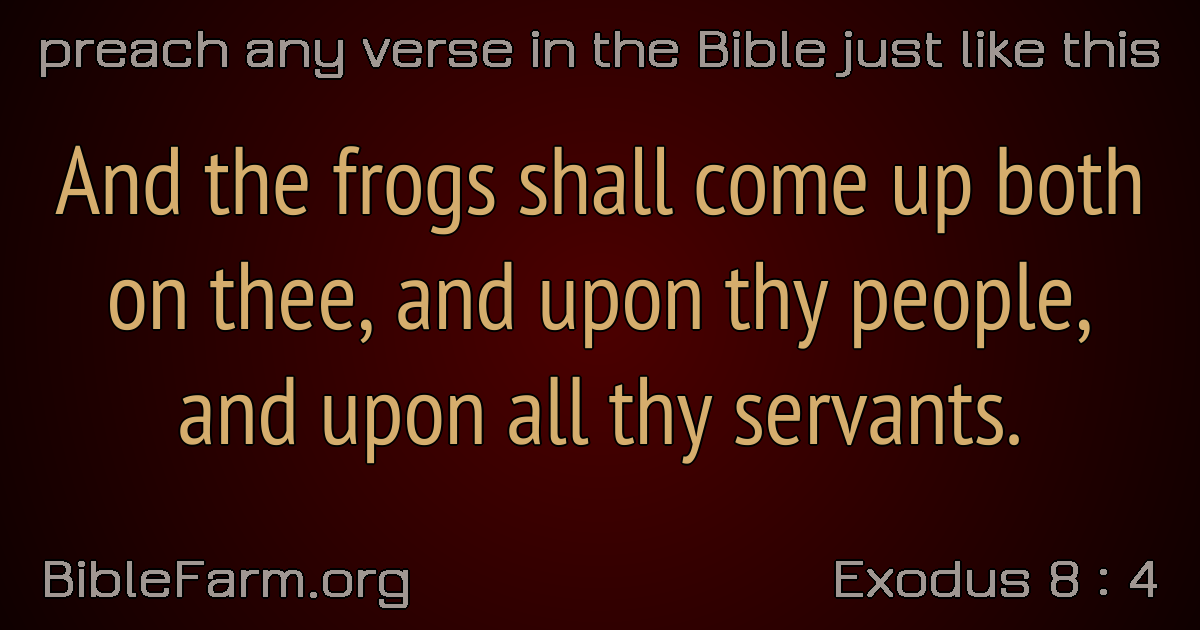 preach any verse in the Bible just like this
And the frogs shall come up both
on thee, and upon thy people,
and upon all thy servants.
BibleFarm.org
Exodus 8 : 4